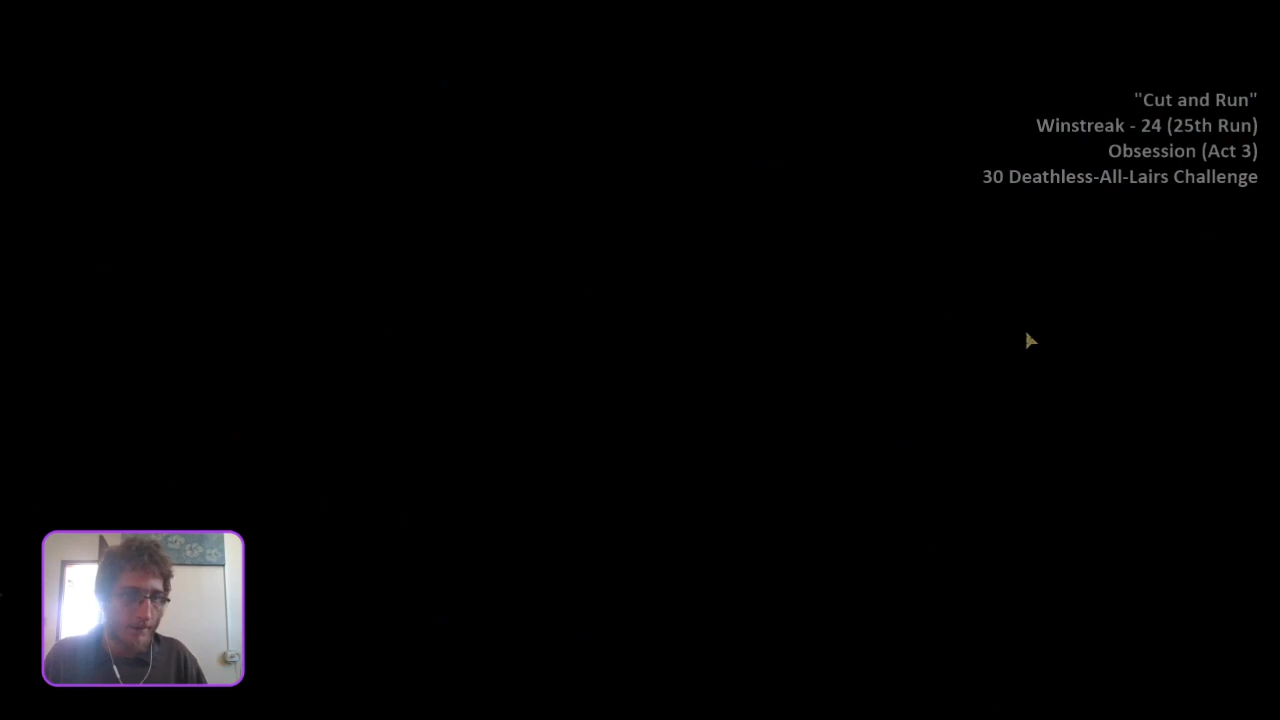 "Cut and Run"
Winstreak - 24 (25th Run)
Obsession (Act 3)
30 Deathless-All-Lairs Challenge